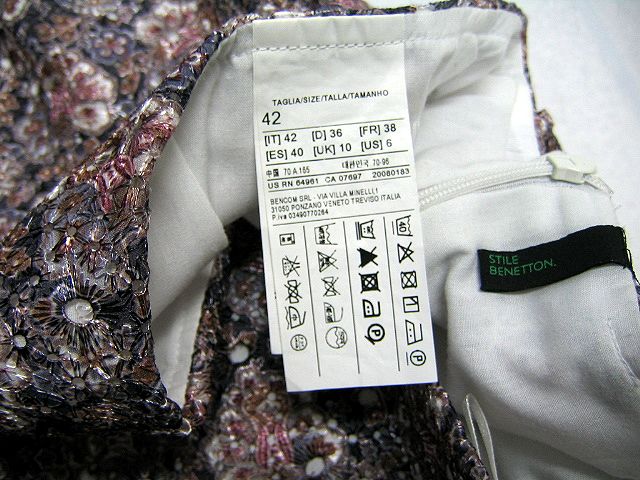 TAGLIA/SIZE/TALLA/TAMANHO
42
[IT] 42 [D] 36 [FR] 38
[ES] 40 [UK] 10 [US] 6
中国 70 A 165 대한민국 70-95
US RN 64961 CA 07697 20080183
BENCOM SRL - VIA VILLA MINELLI,1
31050 PONZANO VENETO TREVISO ITALIA
P.iva 03490770264
STILE
BENETTON.